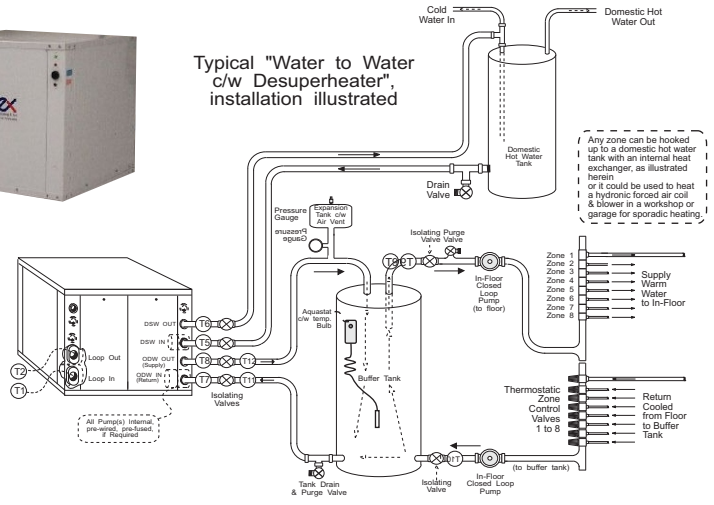 Cold
Water In
Domestic Hot
Water Out
Typical "Water to Water
c/w Desuperheater",
installation illustrated
ex
Domestic
Hot Water
Tank
Drain
Valve
Any zone can be hooked
up to a domestic hot water
tank with an internal heat
exchanger, as illustrated
herein
or it could be used to heat
a hydronic forced air coil
& blower in a workshop or
garage for sporadic heating.
Pressure
Gauge
Expansion
Tank c/w
Air Vent
Pressure
Gauge
Isolating Purge
Valve Valve
In-Floor
Closed
Loop
Pump
(to floor)
Zone 1
Zone 2
Zone 3
Zone 4
Zone 5
Zone 6
Zone 7
Zone 8
Supply
Warm
Water
to In-Floor
Aquastat
c/w temp.
Bulb
Buffer Tank
DSW OUT
T6
DSW IN
T5
ODW OUT
(Supply)
T8
T12
ODW IN
(Return)
T7
T11
Isolating
Valves
Loop Out
T2
Loop In
T1
All Pump(s) Internal,
pre-wired, pre-fused,
if Required
Thermostatic
Zone
Control
Valves
1 to 8
Return
Cooled
from Floor
to Buffer
Tank
Tank Drain
& Purge Valve
Isolating
Valve
In-Floor
Closed Loop
Pump
(to buffer tank)